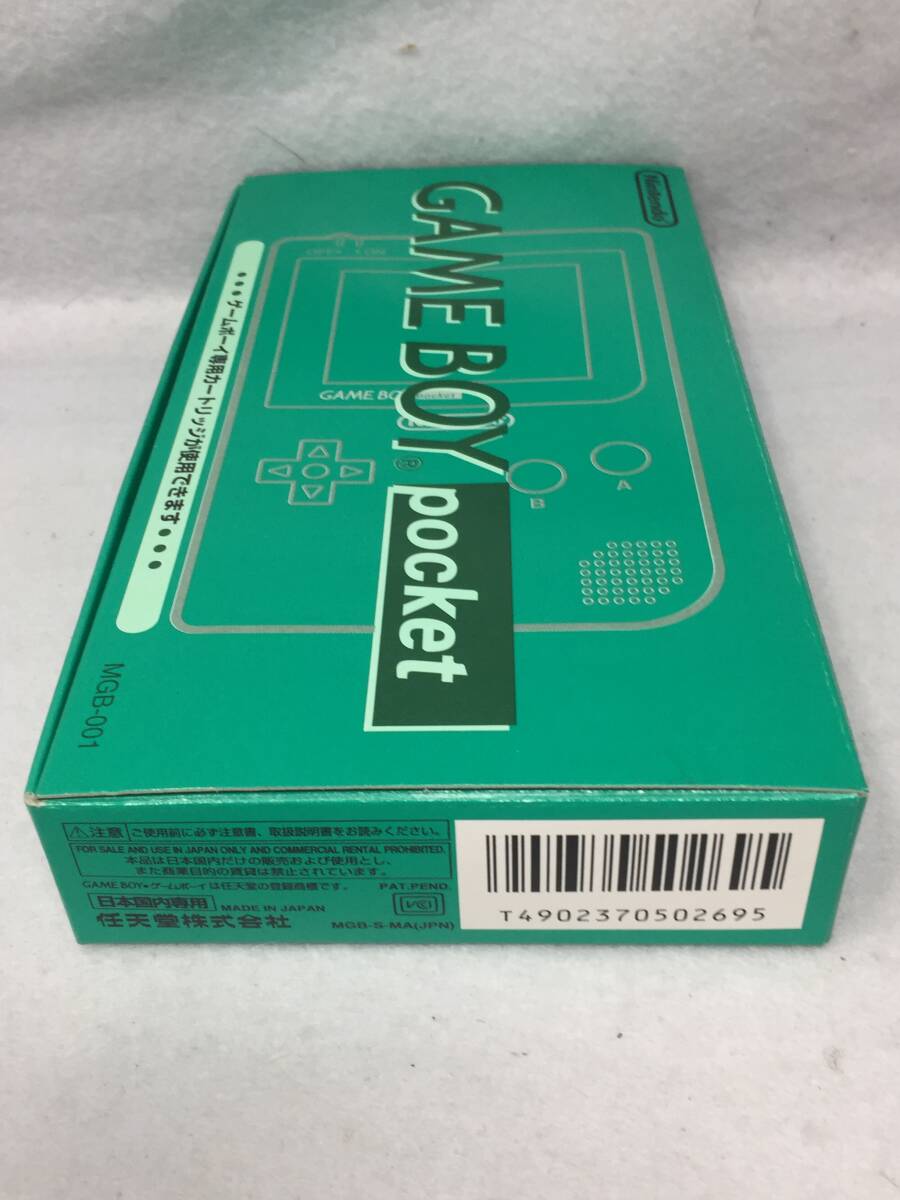 Nintendo
GAME BOY® pocket
OFF ON
GAME BOY pocket
B
A
•••ゲームボーイ専用カートリッジが使用できます•••
MGB-001
⚠注意 ご使用前に必ず注意書、取扱説明書をお読みください。
FOR SALE AND USE IN JAPAN ONLY AND COMMERCIAL RENTAL PROHIBITED.
本品は日本国内だけの販売および使用とし、
また商業目的の賃貸は禁止されています。
GAME BOY•ゲームボーイは任天堂の登録商標です。 PAT.PEND.
日本国内専用 MADE IN JAPAN
任天堂株式会社 MGB-S-MA(JPN)
T4902370502695